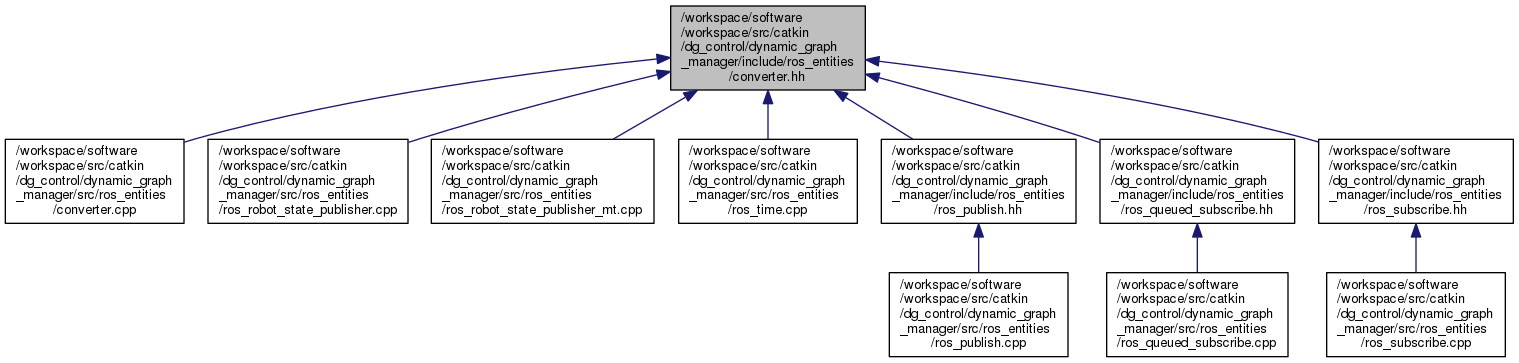 /workspace/software
/workspace/src/catkin
/dg_control/dynamic_graph
_manager/include/ros_entities
/converter.hh
/workspace/software
/workspace/src/catkin
/dg_control/dynamic_graph
_manager/src/ros_entities
/converter.cpp
/workspace/software
/workspace/src/catkin
/dg_control/dynamic_graph
_manager/src/ros_entities
/ros_robot_state_publisher.cpp
/workspace/software
/workspace/src/catkin
/dg_control/dynamic_graph
_manager/src/ros_entities
/ros_robot_state_publisher_mt.cpp
/workspace/software
/workspace/src/catkin
/dg_control/dynamic_graph
_manager/src/ros_entities
/ros_time.cpp
/workspace/software
/workspace/src/catkin
/dg_control/dynamic_graph
_manager/include/ros_entities
/ros_publish.hh
/workspace/software
/workspace/src/catkin
/dg_control/dynamic_graph
_manager/include/ros_entities
/ros_queued_subscribe.hh
/workspace/software
/workspace/src/catkin
/dg_control/dynamic_graph
_manager/include/ros_entities
/ros_subscribe.hh
/workspace/software
/workspace/src/catkin
/dg_control/dynamic_graph
_manager/src/ros_entities
/ros_publish.cpp
/workspace/software
/workspace/src/catkin
/dg_control/dynamic_graph
_manager/src/ros_entities
/ros_queued_subscribe.cpp
/workspace/software
/workspace/src/catkin
/dg_control/dynamic_graph
_manager/src/ros_entities
/ros_subscribe.cpp